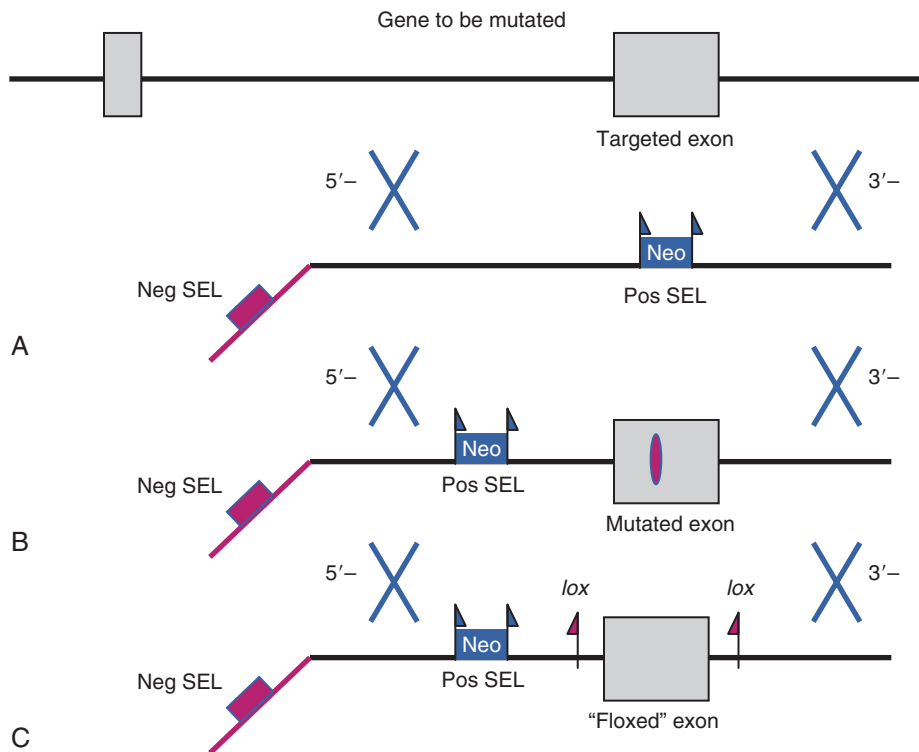 Gene to be mutated
Targeted exon
5′–
3′–
Neo
Neg SEL
Pos SEL
A
5′–
3′–
Neo
Neg SEL
Pos SEL
Mutated exon
B
5′–
lox
lox
3′–
Neo
Neg SEL
Pos SEL
“Floxed” exon
C